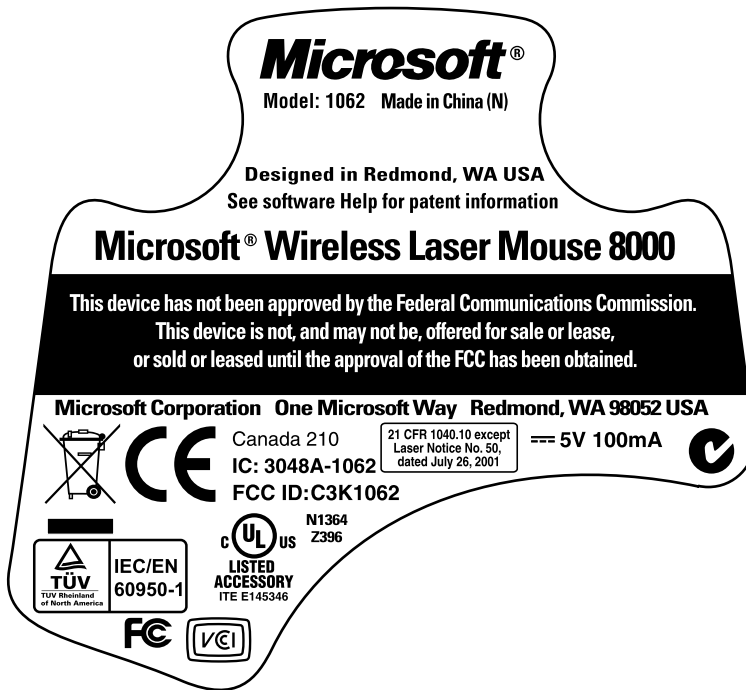 Microsoft®
Model: 1062 Made in China (N)
Designed in Redmond, WA USA
See software Help for patent information
Microsoft® Wireless Laser Mouse 8000
This device has not been approved by the Federal Communications Commission.
This device is not, and may not be, offered for sale or lease,
or sold or leased until the approval of the FCC has been obtained.
Microsoft Corporation One Microsoft Way Redmond, WA 98052 USA
CE
Canada 210
IC: 3048A-1062
FCC ID:C3K1062
21 CFR 1040.10 except
Laser Notice No. 50,
dated July 26, 2001
5V 100mA
TÜV
TUV Rheinland
of North America
IEC/EN
60950-1
C UL US
LISTED
ACCESSORY
ITE E145346
N1364
Z396
FC
VCI